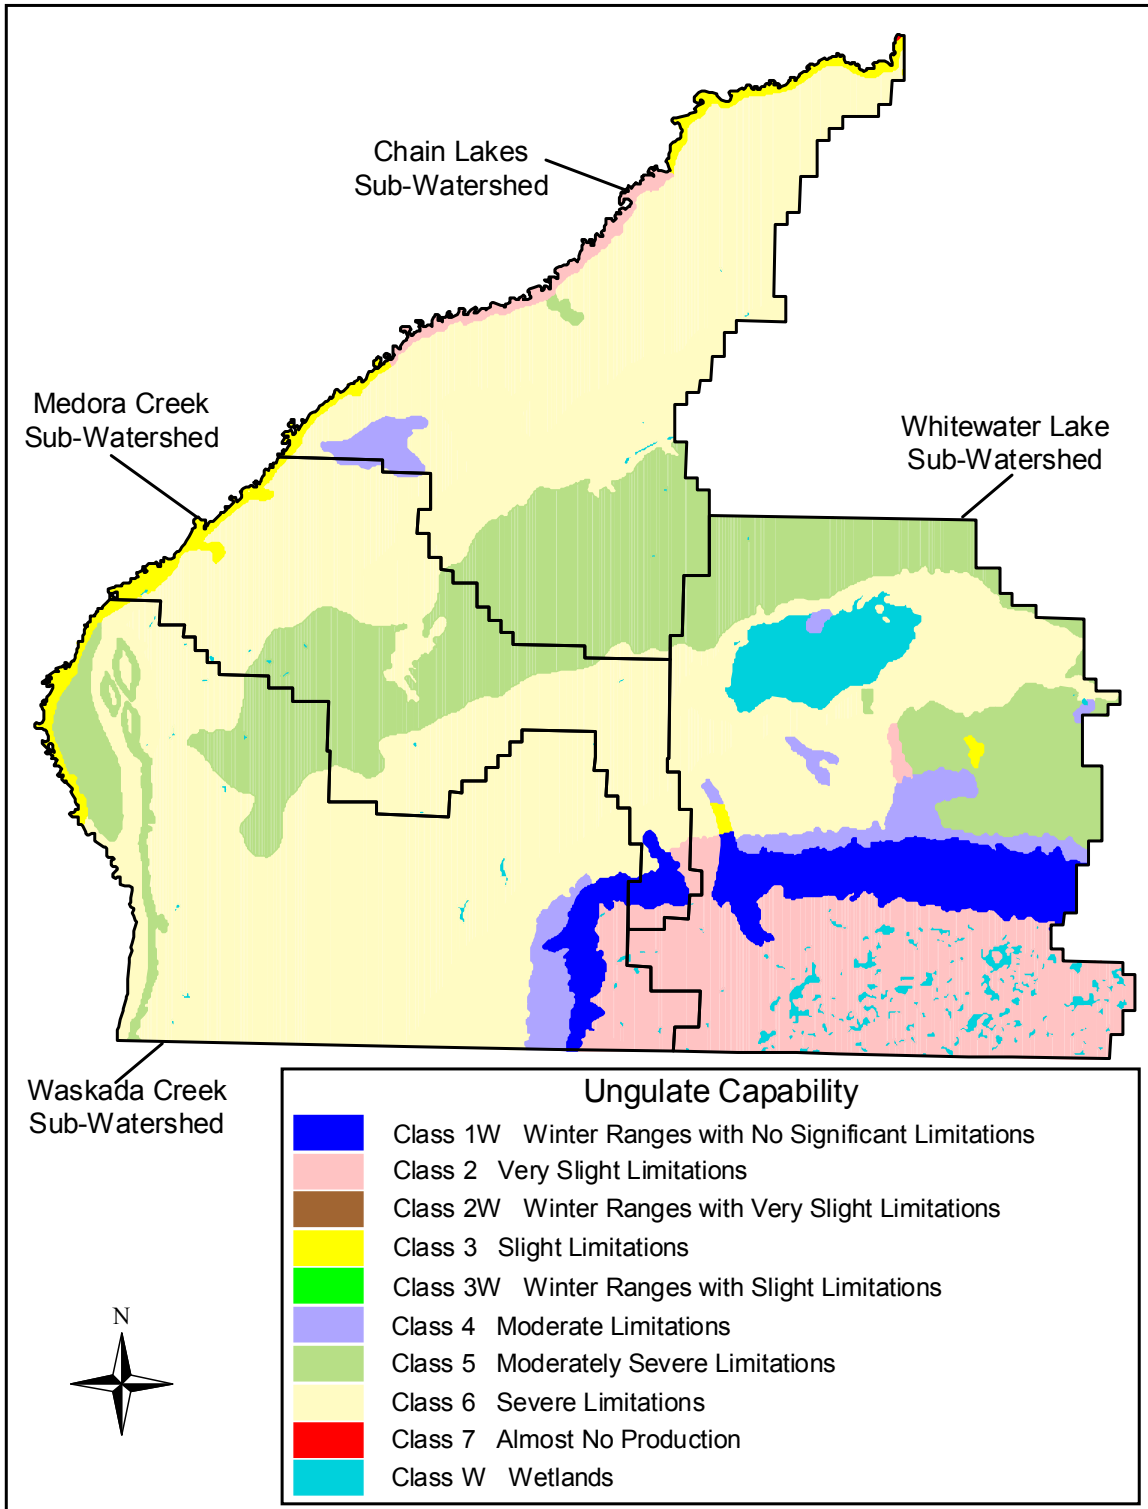 Chain Lakes
Sub-Watershed
Medora Creek
Sub-Watershed
Whitewater Lake
Sub-Watershed
Waskada Creek
Sub-Watershed
Ungulate Capability
Class 1W Winter Ranges with No Significant Limitations
Class 2 Very Slight Limitations
Class 2W Winter Ranges with Very Slight Limitations
Class 3 Slight Limitations
Class 3W Winter Ranges with Slight Limitations
Class 4 Moderate Limitations
Class 5 Moderately Severe Limitations
Class 6 Severe Limitations
Class 7 Almost No Production
Class W Wetlands
N